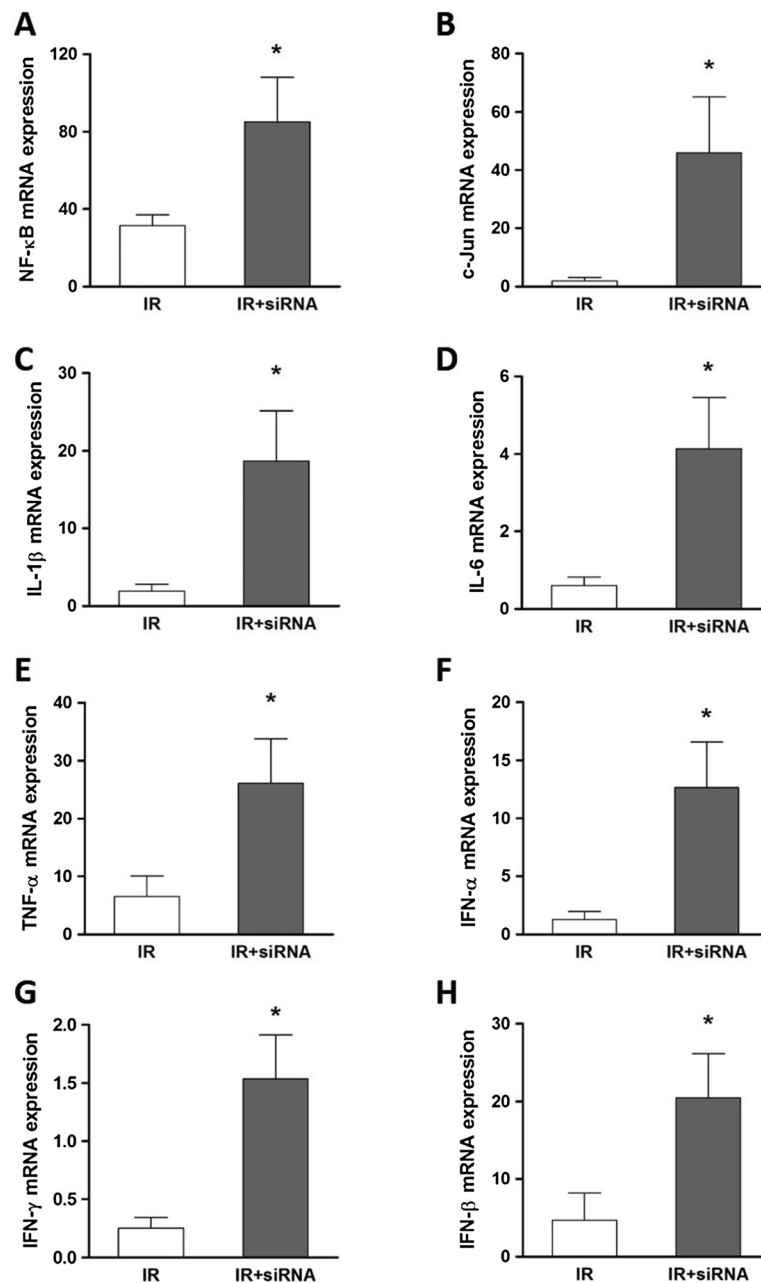 A
NF-κB mRNA expression
120
80
40
0
*
IR
IR+siRNA
B
c-Jun mRNA expression
80
60
40
20
0
*
IR
IR+siRNA
C
IL-1β mRNA expression
30
20
10
0
*
IR
IR+siRNA
D
IL-6 mRNA expression
6
4
2
0
*
IR
IR+siRNA
E
TNF-α mRNA expression
40
30
20
10
0
*
IR
IR+siRNA
F
IFN-α mRNA expression
20
15
10
5
0
*
IR
IR+siRNA
G
IFN-γ mRNA expression
2.0
1.5
1.0
0.5
0.0
*
IR
IR+siRNA
H
IFN-β mRNA expression
30
20
10
0
*
IR
IR+siRNA